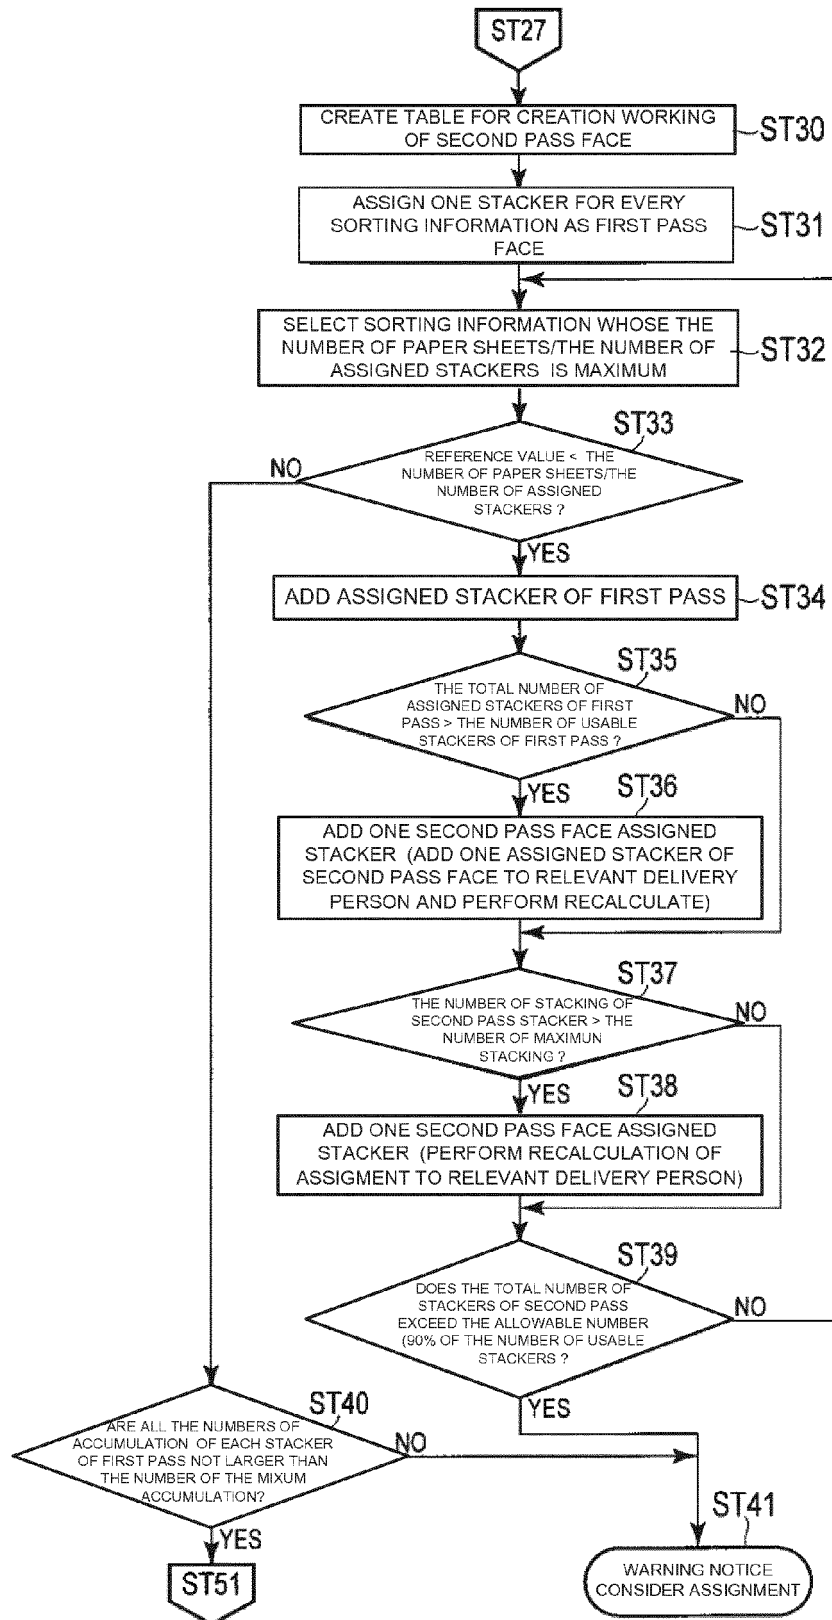 ST27
CREATE TABLE FOR CREATION WORKING
OF SECOND PASS FACE
ST30
ASSIGN ONE STACKER FOR EVERY
SORTING INFORMATION AS FIRST PASS
FACE
ST31
SELECT SORTING INFORMATION WHOSE THE
NUMBER OF PAPER SHEETS/THE NUMBER OF
ASSIGNED STACKERS IS MAXIMUM
ST32
ST33
REFERENCE VALUE < THE
NUMBER OF PAPER SHEETS/THE
NUMBER OF ASSIGNED
STACKERS ?
NO
YES
ADD ASSIGNED STACKER OF FIRST PASS
ST34
ST35
THE TOTAL NUMBER OF
ASSIGNED STACKERS OF FIRST
PASS > THE NUMBER OF USABLE
STACKERS OF FIRST PASS ?
NO
YES
ST36
ADD ONE SECOND PASS FACE ASSIGNED
STACKER (ADD ONE ASSIGNED STACKER OF
SECOND PASS FACE TO RELEVANT DELIVERY
PERSON AND PERFORM RECALCULATE)
ST37
THE NUMBER OF STACKING OF
SECOND PASS STACKER > THE
NUMBER OF MAXIMUN
STACKING ?
NO
YES
ST38
ADD ONE SECOND PASS FACE ASSIGNED
STACKER (PERFORM RECALCULATION OF
ASSIGMENT TO RELEVANT DELIVERY PERSON)
ST39
DOES THE TOTAL NUMBER OF
STACKERS OF SECOND PASS
EXCEED THE ALLOWABLE NUMBER
(90% OF THE NUMBER OF USABLE
STACKERS ?
NO
YES
ST40
ARE ALL THE NUMBERS OF
ACCUMULATION OF EACH STACKER
OF FIRST PASS NOT LARGER THAN
THE NUMBER OF THE MIXUM
ACCUMULATION?
NO
YES
ST51
ST41
WARNING NOTICE
CONSIDER ASSIGNMENT